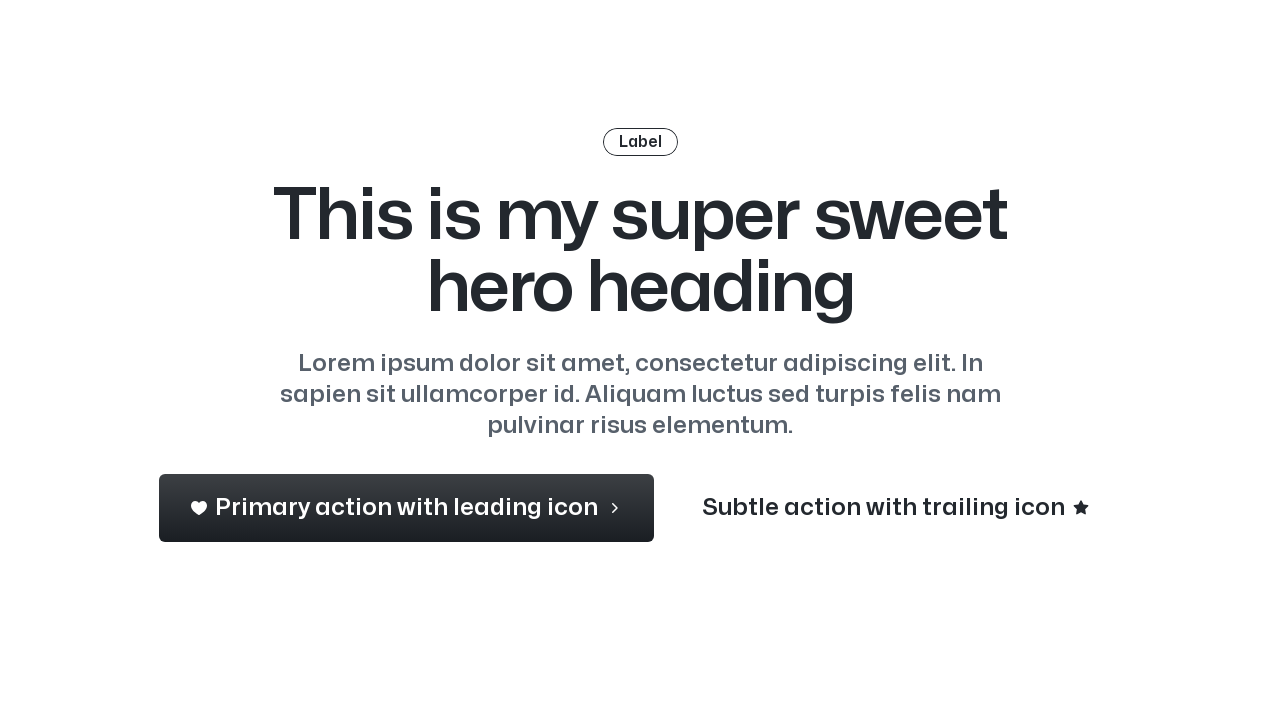 Label
This is my super sweet
hero heading
Lorem ipsum dolor sit amet, consectetur adipiscing elit. In
sapien sit ullamcorper id. Aliquam luctus sed turpis felis nam
pulvinar risus elementum.
Primary action with leading icon
Subtle action with trailing icon